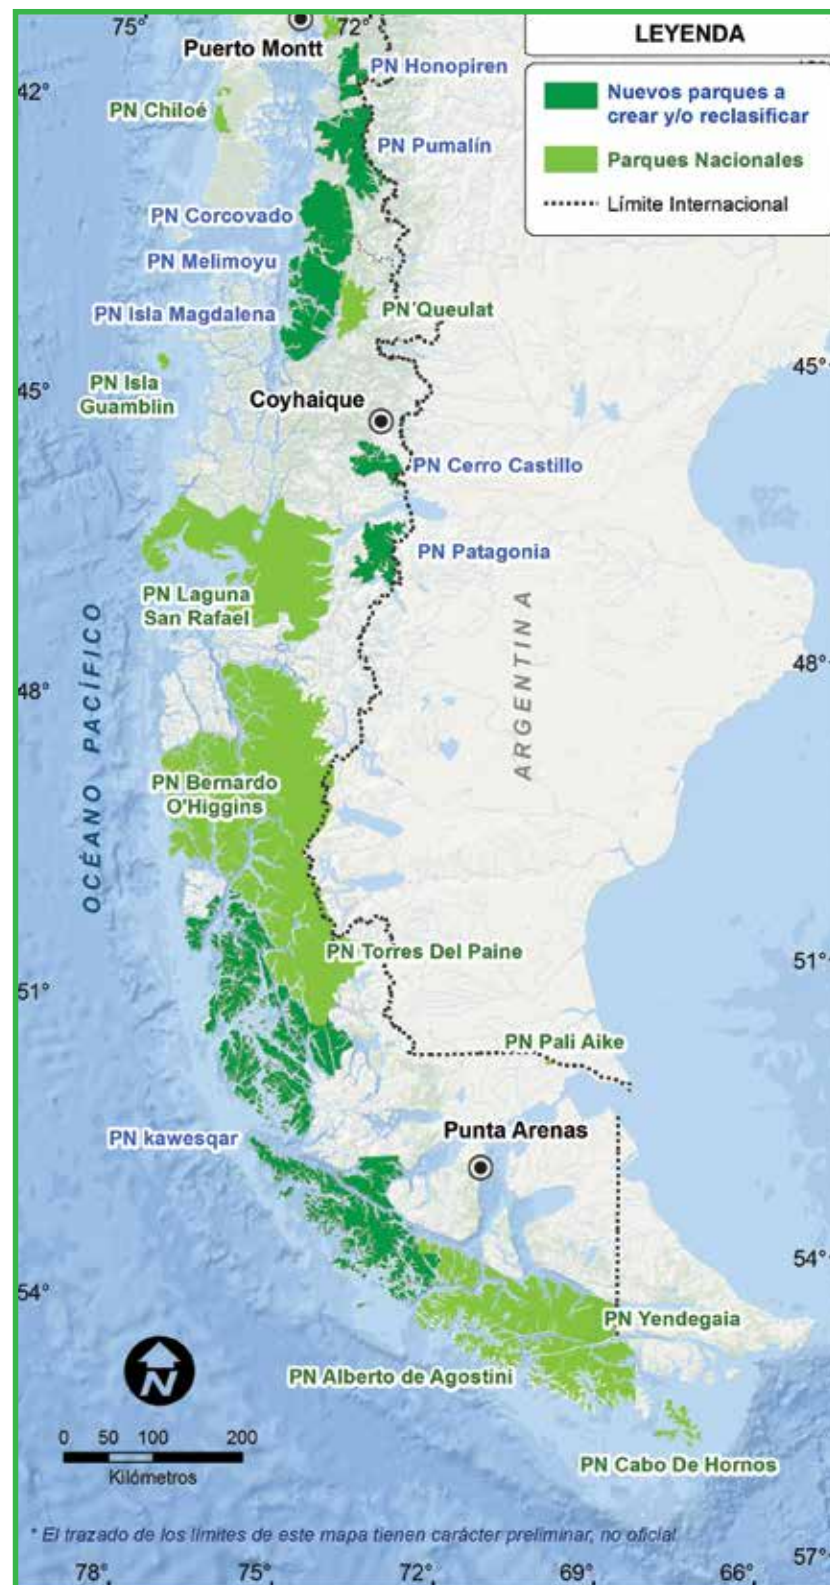 75°
72°
Puerto Montt
LEYENDA
Nuevos parques a
crear y/o reclasificar
Parques Nacionales
Límite Internacional
42°
PN Honopiren
PN Chiloé
PN Pumalín
PN Corcovado
PN Melimoyu
PN Isla Magdalena
PN Queulat
45°
45°
PN Isla
Guamblin
Coyhaique
PN Cerro Castillo
PN Patagonia
PN Laguna
San Rafael
OCÉANO PACÍFICO
ARGENTINA
48°
48°
PN Bernardo
O'Higgins
PN Torres Del Paine
51°
51°
PN Pali Aike
PN kawesqar
Punta Arenas
54°
54°
PN Yendegaia
PN Alberto de Agostini
N
0 50 100 200
Kilómetros
PN Cabo De Hornos
* El trazado de los límites de este mapa tienen carácter preliminar, no oficial
57°
78° 75° 72° 69° 66°